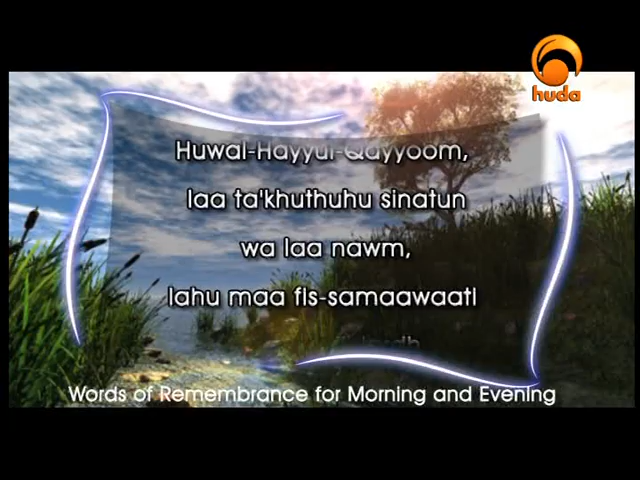 huda
Huwal-Hayyul-Qayyoom,
laa ta'khuthuhu sinatun
wa laa nawm,
lahu maa fis-samaawaati
Words of Remembrance for Morning and Evening